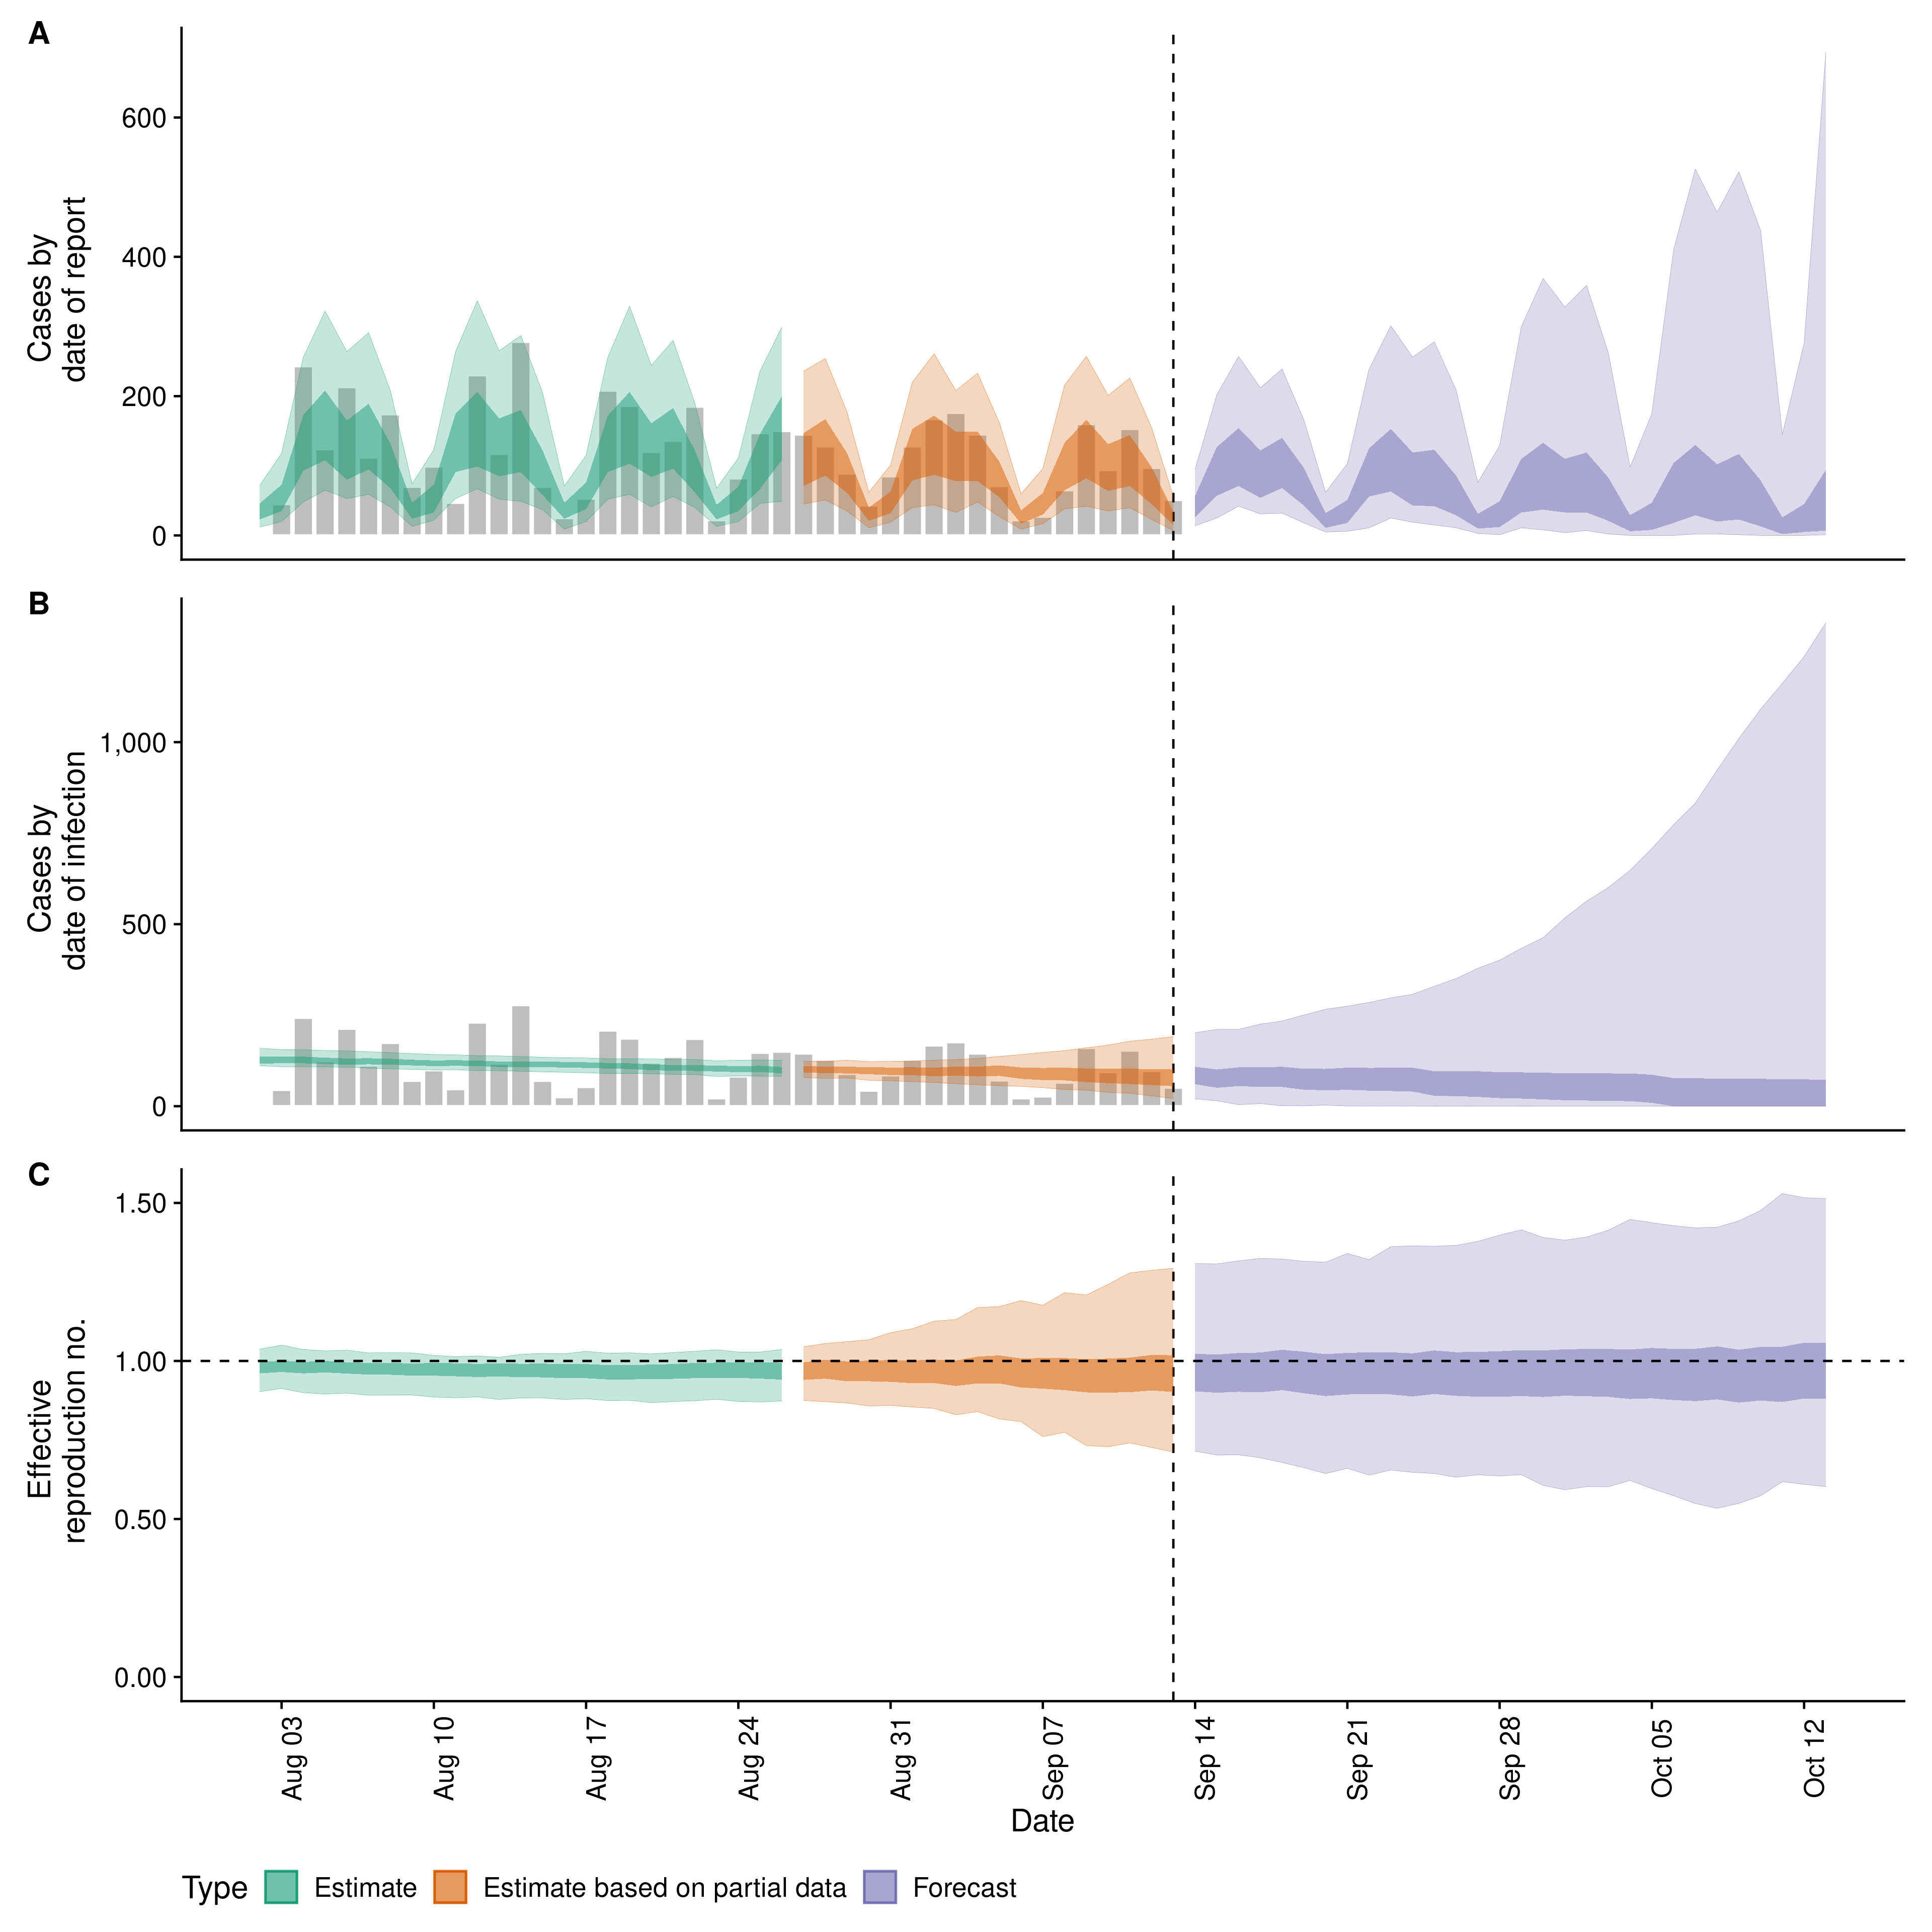 A
Cases by
date of report
600
400
200
0
B
Cases by
date of infection
1,000
500
0
C
Effective
reproduction no.
1.50
1.00
0.50
0.00
Aug 03
Aug 10
Aug 17
Aug 24
Aug 31
Sep 07
Sep 14
Sep 21
Sep 28
Oct 05
Oct 12
Date
Type Estimate Estimate based on partial data Forecast